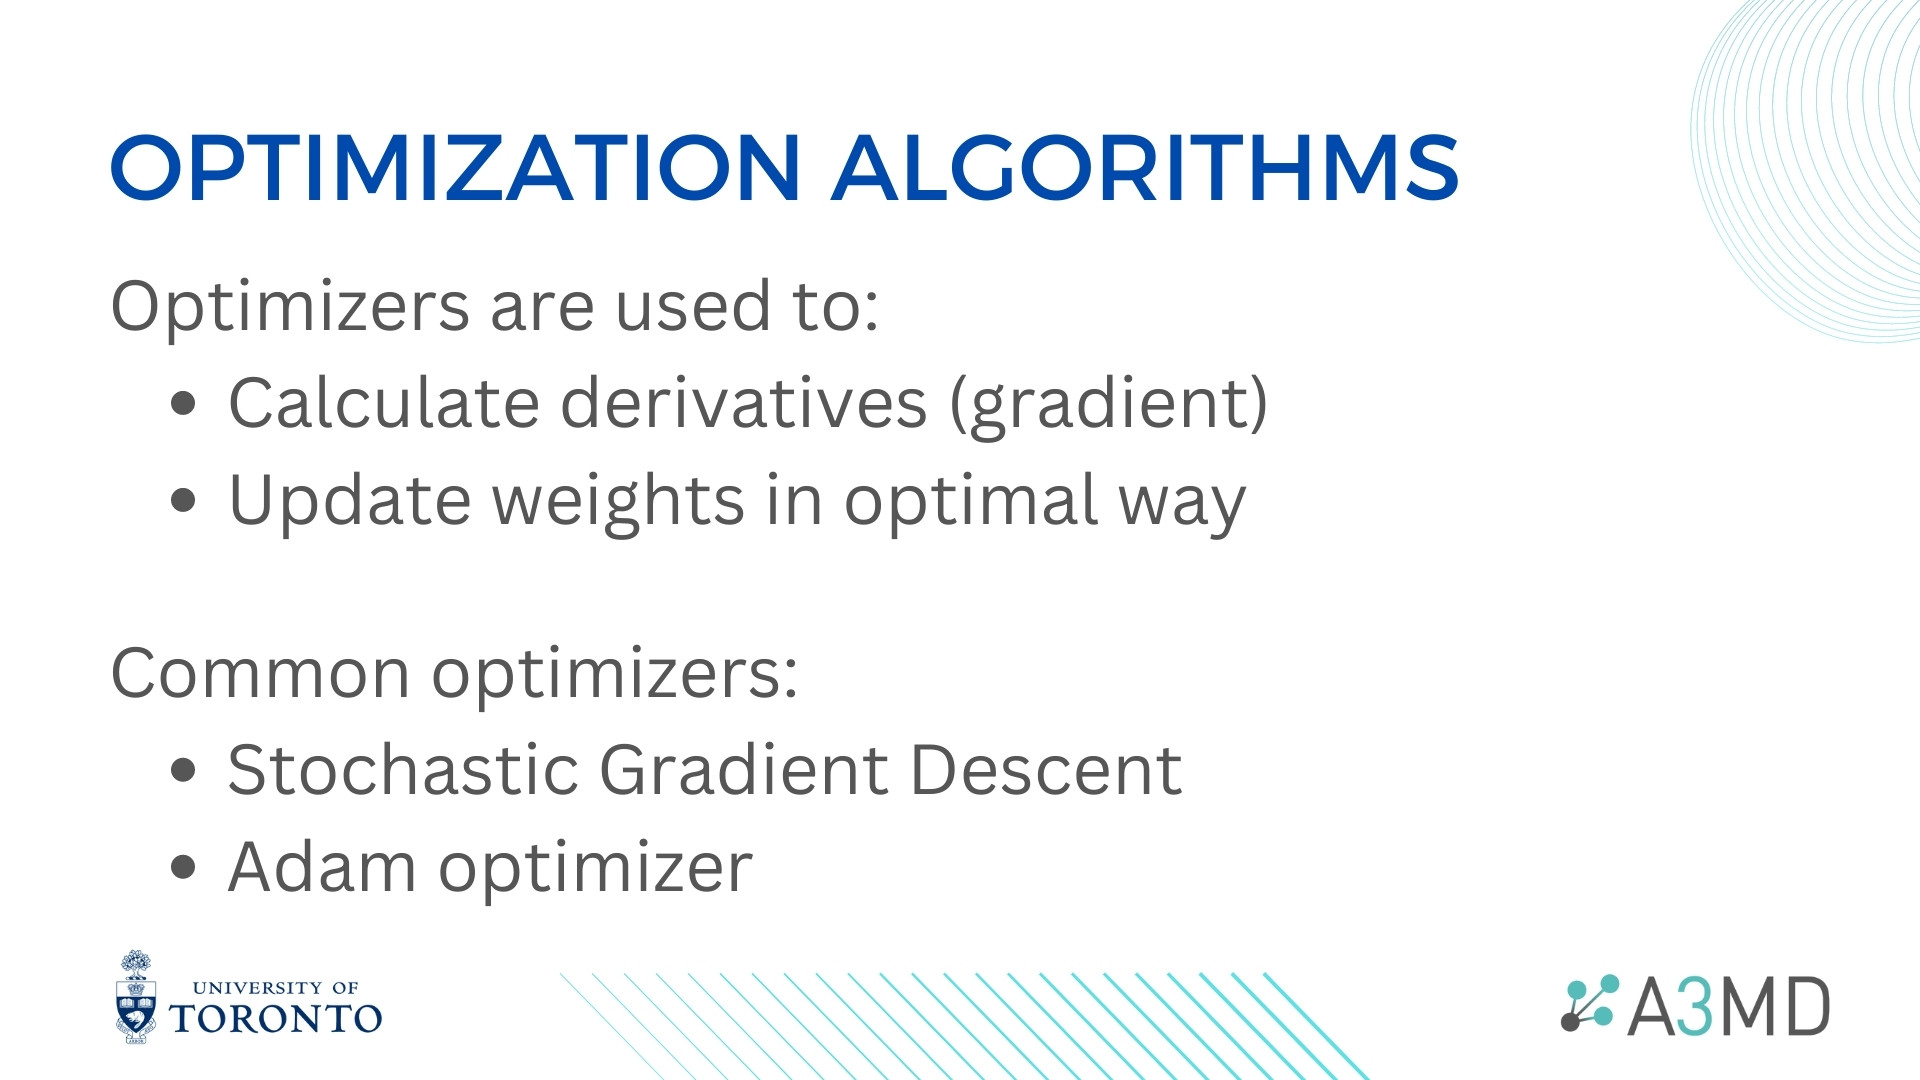 OPTIMIZATION ALGORITHMS
Optimizers are used to:
• Calculate derivatives (gradient)
• Update weights in optimal way
Common optimizers:
• Stochastic Gradient Descent
• Adam optimizer
UNIVERSITY OF
TORONTO
A3MD